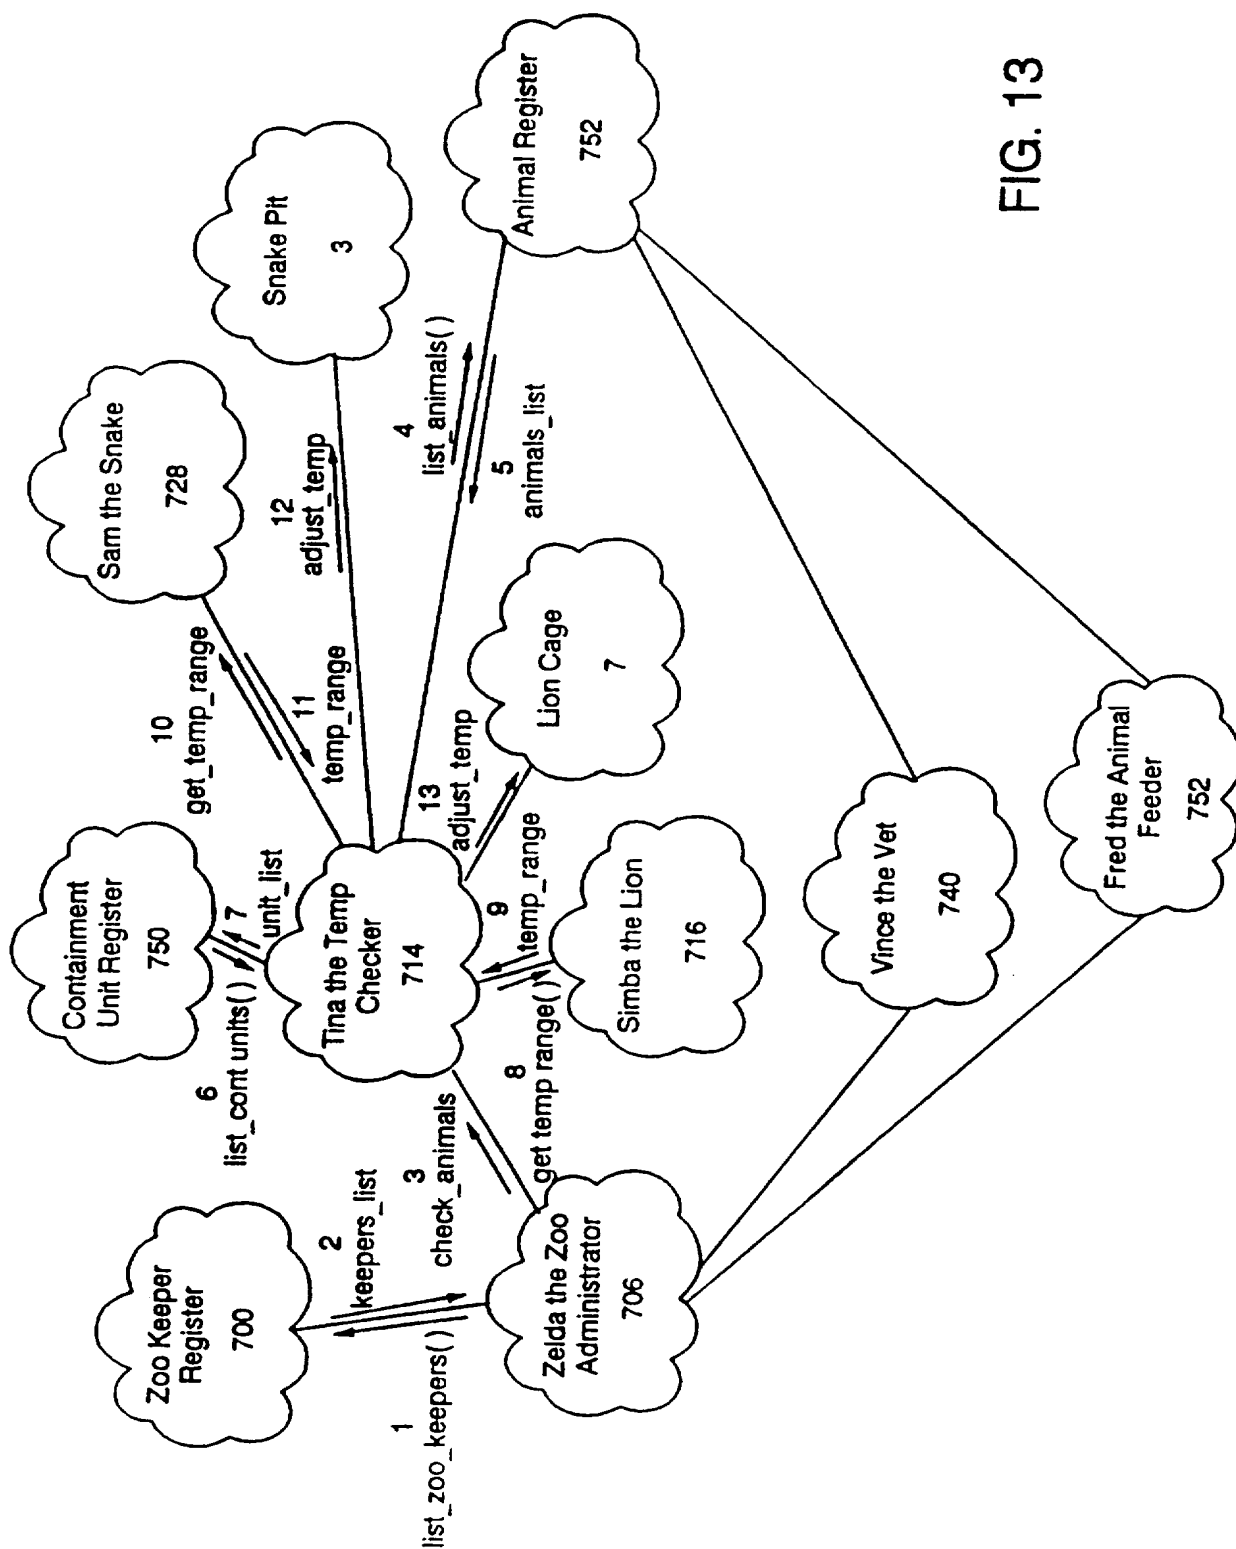 Zoo Keeper
Register
700
Containment
Unit Register
750
Sam the Snake
728
Snake Pit
3
Animal Register
752
1
list_zoo_keepers()
2
keepers_list
3
check_animals
6
list_cont units()
7
unit_list
10
get_temp_range
11
temp_range
12
adjust_temp
4
list_animals()
5
animals_list
Zelda the Zoo
Administrator
706
Tina the Temp
Checker
714
8
get temp range()
9
temp_range
13
adjust_temp
Simba the Lion
716
Lion Cage
7
Vince the Vet
740
Fred the Animal
Feeder
752
FIG. 13